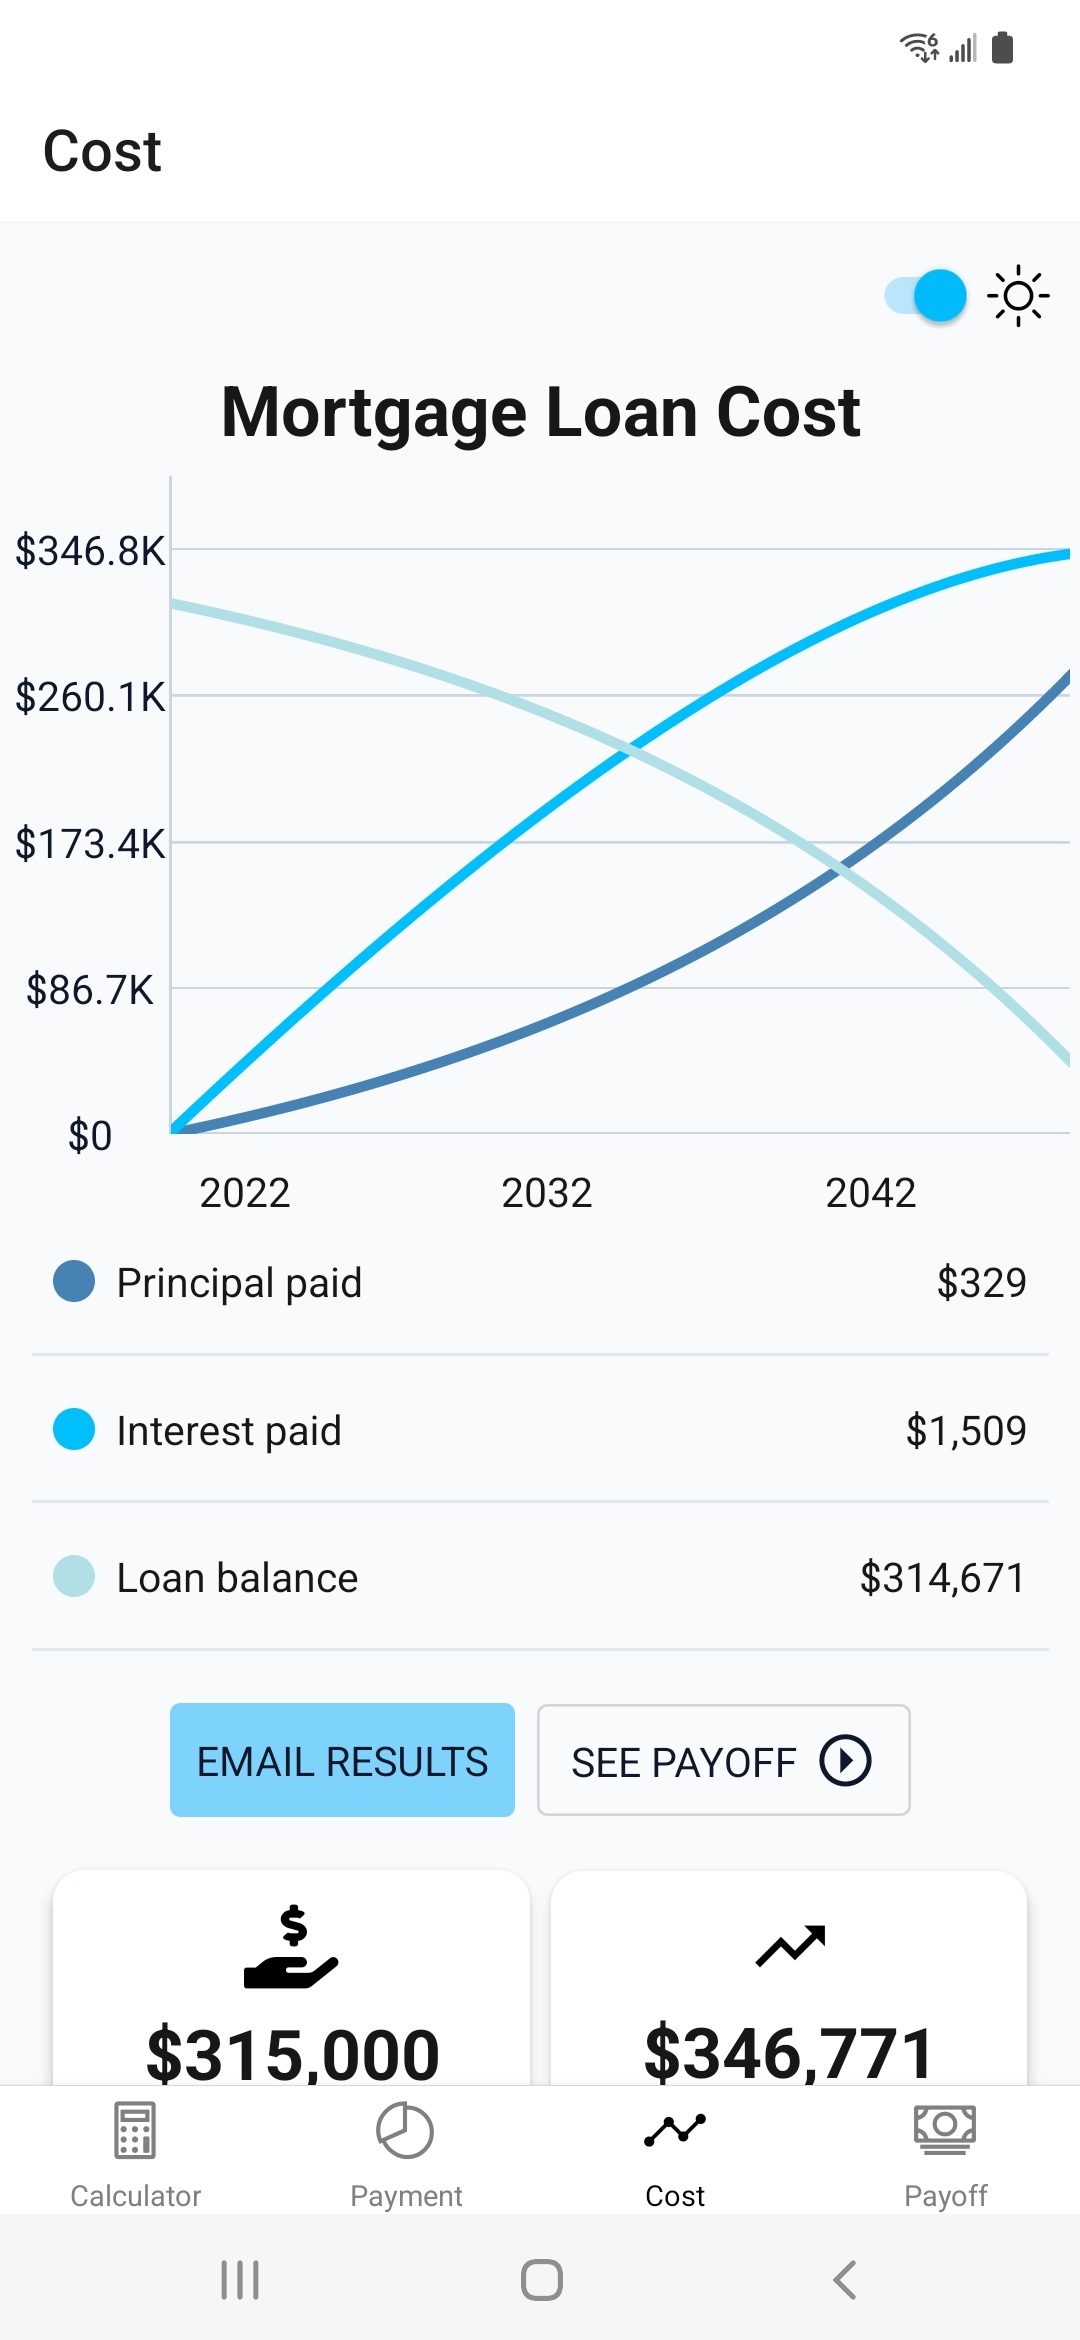 6
Cost
Mortgage Loan Cost
$346.8K
$260.1K
$173.4K
$86.7K
$0
2022 2032 2042
Principal paid $329
Interest paid $1,509
Loan balance $314,671
EMAIL RESULTS SEE PAYOFF
$315,000 $346,771
Calculator Payment Cost Payoff